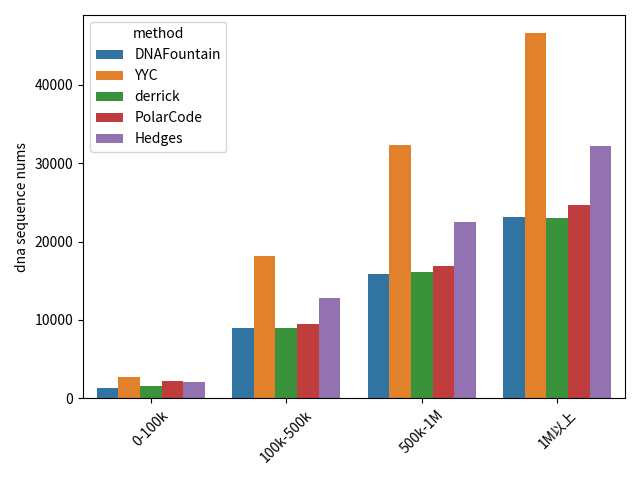 method
DNAFountain
YYC
derrick
PolarCode
Hedges
dna sequence nums
40000
30000
20000
10000
0
0-100k
100k-500k
500k-1M
1M以上